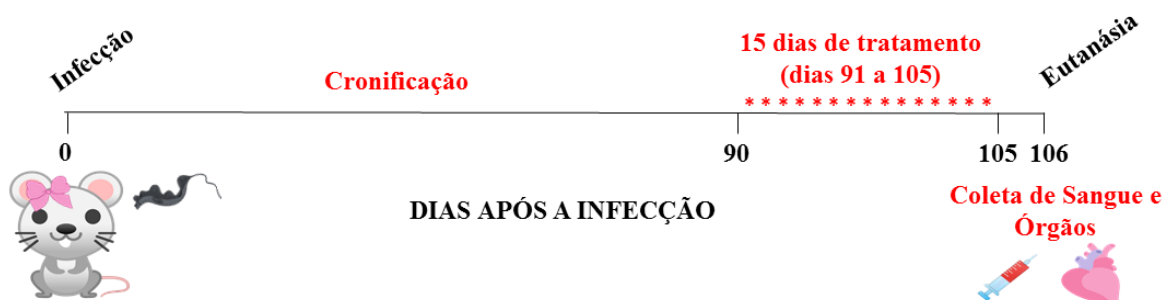 Infecção
Cronificação
15 dias de tratamento
(dias 91 a 105)
* * * * * * * * * * * * * * *
Eutanásia
0
90
105
106
DIAS APÓS A INFECÇÃO
Coleta de Sangue e
Órgãos